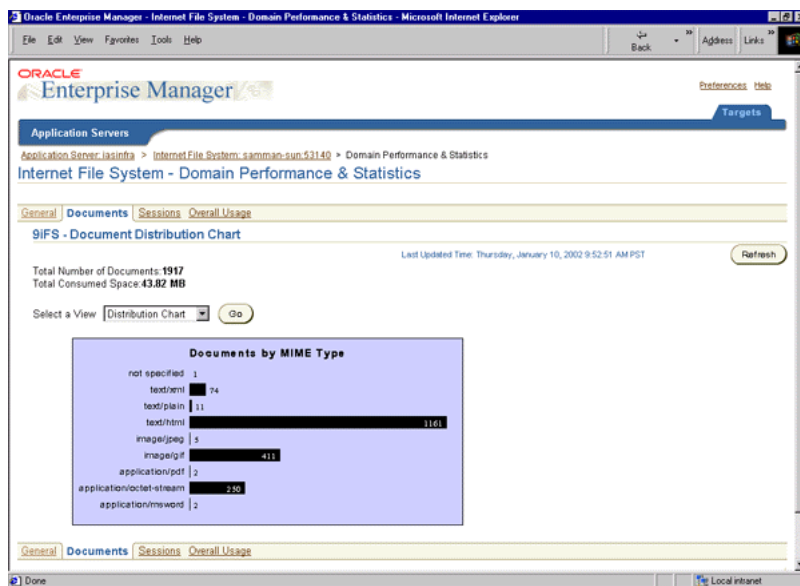 Oracle Enterprise Manager - Internet File System - Domain Performance & Statistics - Microsoft Internet Explorer
File Edit View Favorites Tools Help
Back
»
Address Links »
ORACLE
Enterprise Manager
Preferences Help
Targets
Application Servers
Application Server: iasinfra > Internet File System: samman-sun:53140 > Domain Performance & Statistics
Internet File System - Domain Performance & Statistics
General Documents Sessions Overall Usage
9iFS - Document Distribution Chart
Last Updated Time: Thursday, January 10, 2002 9:52:51 AM PST
Refresh
Total Number of Documents:1917
Total Consumed Space:43.82 MB
Select a View Distribution Chart Go
Documents by MIME Type
not specified 1
text/xml 74
text/plain 11
text/html 1161
image/jpeg 5
image/gif 411
application/pdf 2
application/octet-stream 250
application/msword 2
General Documents Sessions Overall Usage
Done
Local intranet